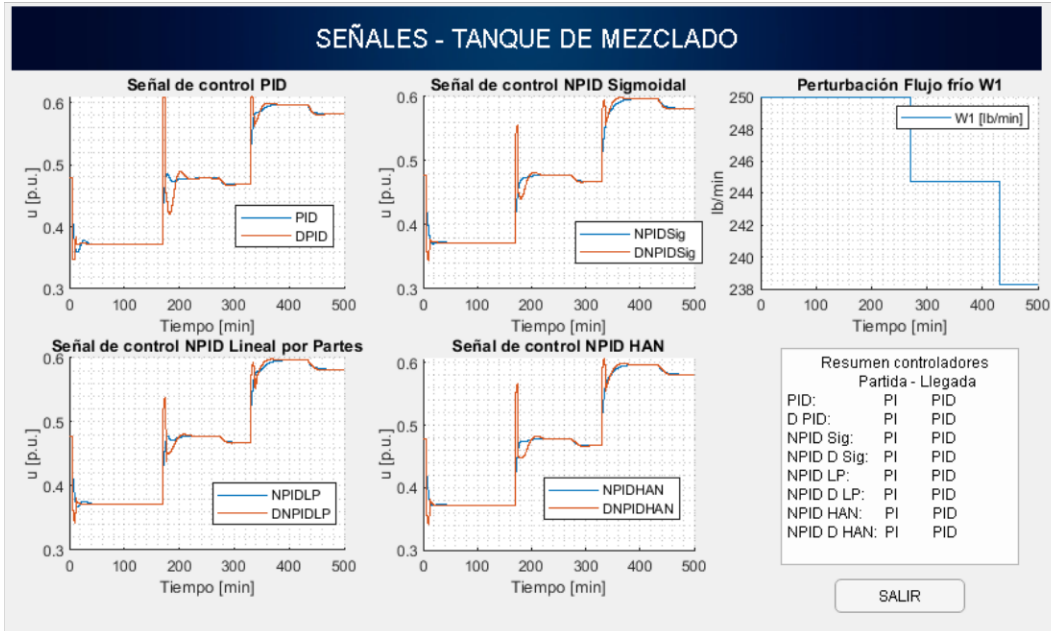 SEÑALES - TANQUE DE MEZCLADO
Señal de control PID
0.6
0.5
0.4
0.3
u [p.u.]
PID
DPID
0 100 200 300 400 500
Tiempo [min]
Señal de control NPID Sigmoidal
0.6
0.5
0.4
0.3
u [p.u.]
NPIDSig
DNPIDSig
0 100 200 300 400 500
Tiempo [min]
Perturbación Flujo frío W1
250
248
246
244
242
240
238
lb/min
W1 [lb/min]
0 100 200 300 400 500
Tiempo [min]
Señal de control NPID Lineal por Partes
0.6
0.5
0.4
0.3
u [p.u.]
NPIDLP
DNPIDLP
0 100 200 300 400 500
Tiempo [min]
Señal de control NPID HAN
0.6
0.5
0.4
0.3
u [p.u.]
NPIDHAN
DNPIDHAN
0 100 200 300 400 500
Tiempo [min]
Resumen controladores
Partida - Llegada
PID: PI PID
D PID: PI PID
NPID Sig: PI PID
NPID D Sig: PI PID
NPID LP: PI PID
NPID D LP: PI PID
NPID HAN: PI PID
NPID D HAN: PI PID
SALIR